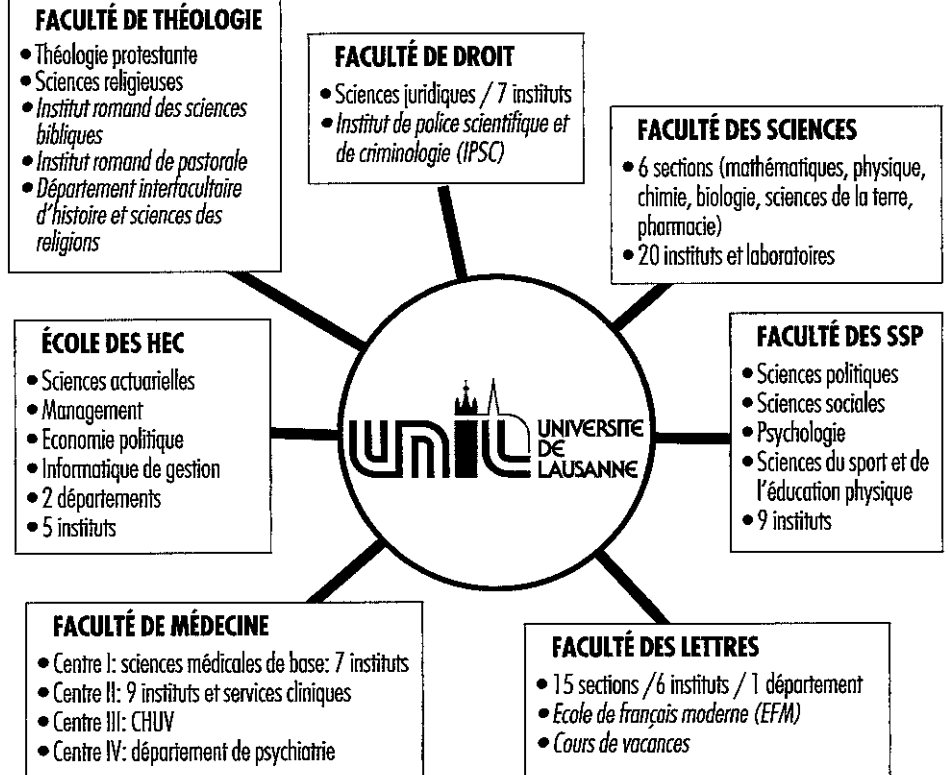 FACULTÉ DE THÉOLOGIE
• Théologie protestante
• Sciences religieuses
• Institut romand des sciences
bibliques
• Institut romand de pastorale
• Département interfacultaire
d'histoire et sciences des
religions
FACULTÉ DE DROIT
• Sciences juridiques / 7 instituts
• Institut de police scientifique et
de criminologie (IPSC)
FACULTÉ DES SCIENCES
• 6 sections (mathématiques, physique,
chimie, biologie, sciences de la terre,
pharmacie)
• 20 instituts et laboratoires
ÉCOLE DES HEC
• Sciences actuarielles
• Management
• Economie politique
• Informatique de gestion
• 2 départements
• 5 instituts
unil
UNIVERSITE
DE
LAUSANNE
FACULTÉ DES SSP
• Sciences politiques
• Sciences sociales
• Psychologie
• Sciences du sport et de
l'éducation physique
• 9 instituts
FACULTÉ DE MÉDECINE
• Centre I: sciences médicales de base: 7 instituts
• Centre II: 9 instituts et services cliniques
• Centre III: CHUV
• Centre IV: département de psychiatrie
FACULTÉ DES LETTRES
• 15 sections /6 instituts / 1 département
• Ecole de français moderne (EFM)
• Cours de vacances